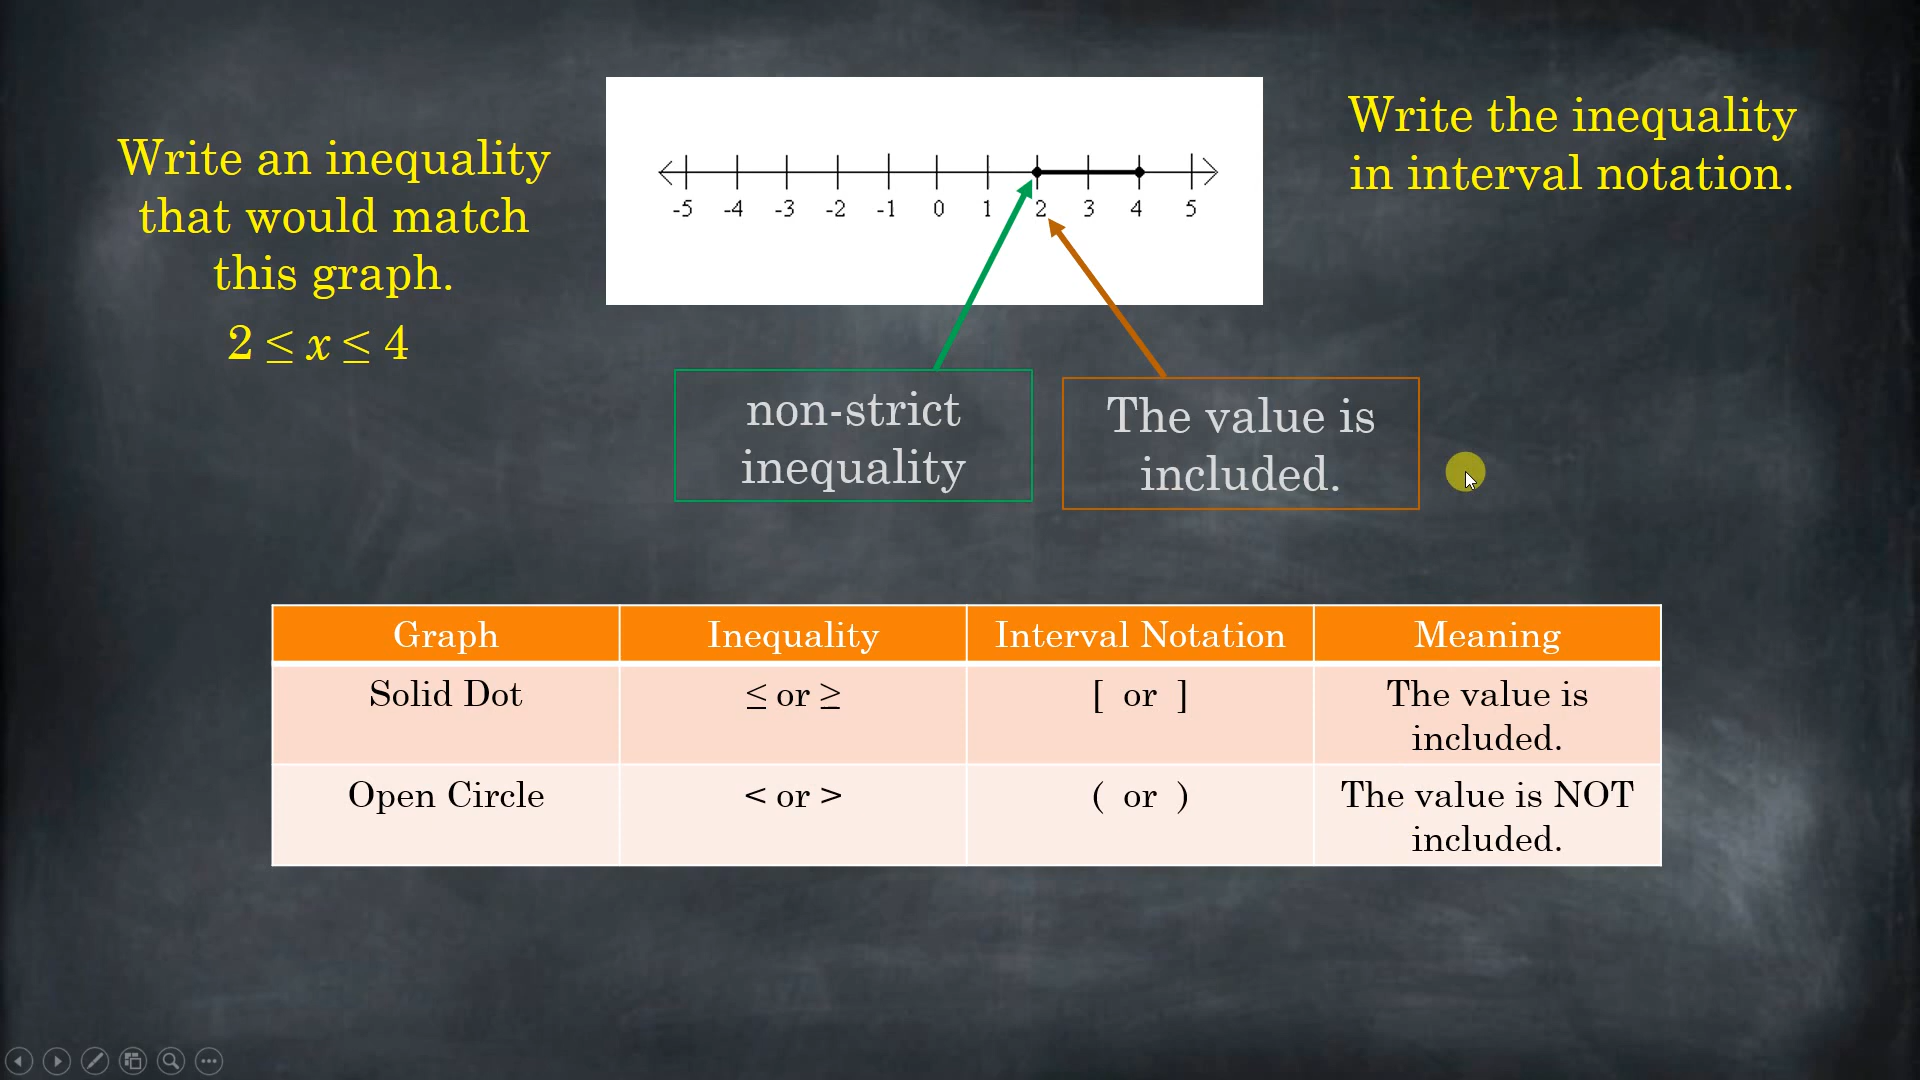 Write an inequality
that would match
this graph.
2 ≤ x ≤ 4
-5 -4 -3 -2 -1 0 1 2 3 4 5
Write the inequality
in interval notation.
non-strict
inequality
The value is
included.
Graph Inequality Interval Notation Meaning
Solid Dot ≤ or ≥ [ or ] The value is
included.
Open Circle < or > ( or ) The value is NOT
included.